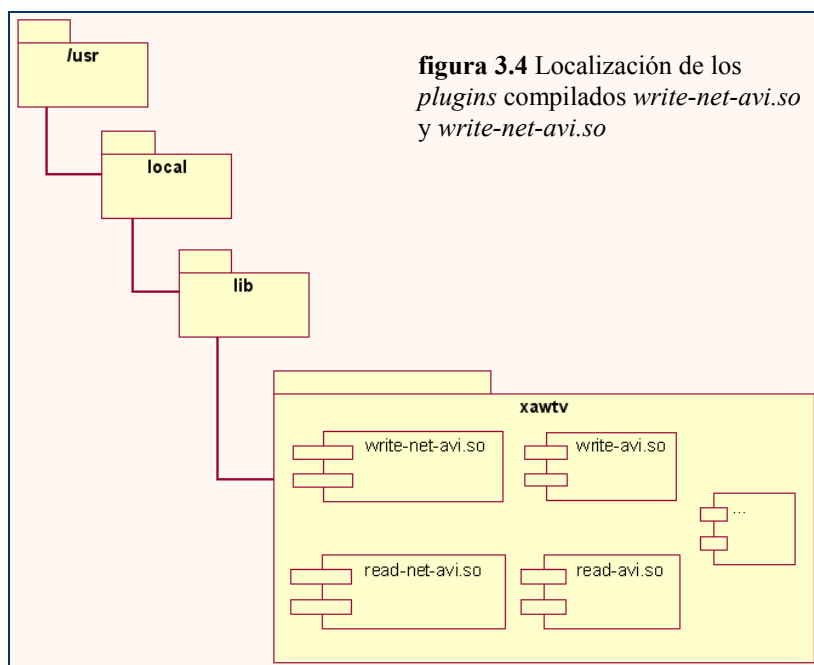 /usr
figura 3.4 Localización de los
plugins compilados write-net-avi.so
y write-net-avi.so
local
lib
xawtv
write-net-avi.so
write-avi.so
...
read-net-avi.so
read-avi.so